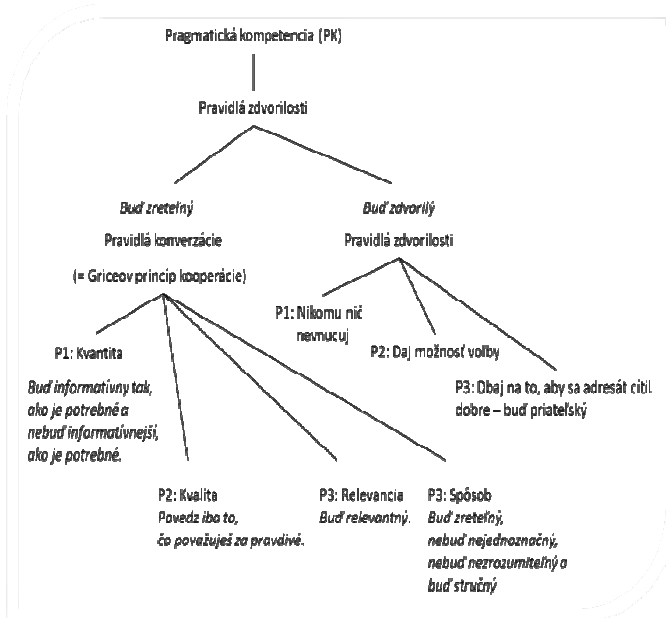 Pragmatická kompetencia (PK)
Pravidlá zdvorilosti
Buď zreteľný
Buď zdvorilý
Pravidlá konverzácie
Pravidlá zdvorilosti
(= Griceov princíp kooperácie)
P1: Nikomu nič
nevnucuj
P1: Kvantita
P2: Daj možnosť voľby
Buď informatívny tak,
ako je potrebné a
nebuď informatívnejší,
ako je potrebné.
P3: Dbaj na to, aby sa adresát cítil
dobre – buď priateľský
P2: Kvalita
Povedz iba to,
čo považuješ za pravdivé.
P3: Relevancia
Buď relevantný.
P3: Spôsob
Buď zreteľný,
nebuď nejednoznačný,
nebuď nezrozumiteľný a
buď stručný